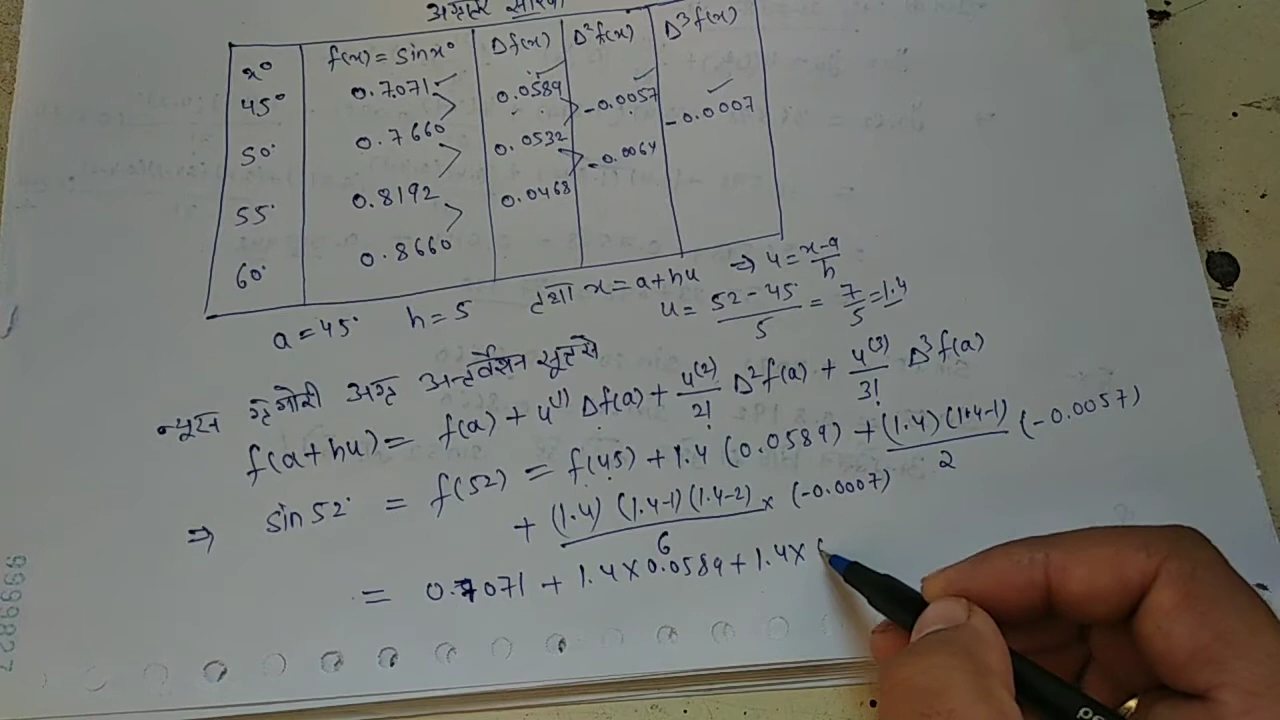 अग्रान्तर सारणी
x° f(x) = sinx° Δf(x) Δ²f(x) Δ³f(x)
45° 0.7071 0.0589 -0.0057 -0.0007
50° 0.7660 0.0532 -0.0064
55° 0.8192 0.0468
60° 0.8660
a = 45° h = 5 तथा x = a+hu ⇒ u = (x-a)/h
u = (52-45)/5 = 7/5 = 1.4
न्यूटन ग्रेगोरी अग्र अन्तर्वेशन सूत्र से
f(a+hu) = f(a) + u⁽¹⁾ Δf(a) + u⁽²⁾/2! Δ²f(a) + u⁽³⁾/3! Δ³f(a)
⇒ sin52° = f(52) = f(45) + 1.4 (0.0589) + (1.4)(1.4-1)/2 (-0.0057)
+ (1.4) (1.4-1) (1.4-2)/6 × (-0.0007)
= 0.7071 + 1.4×0.0589 + 1.4×
9999827